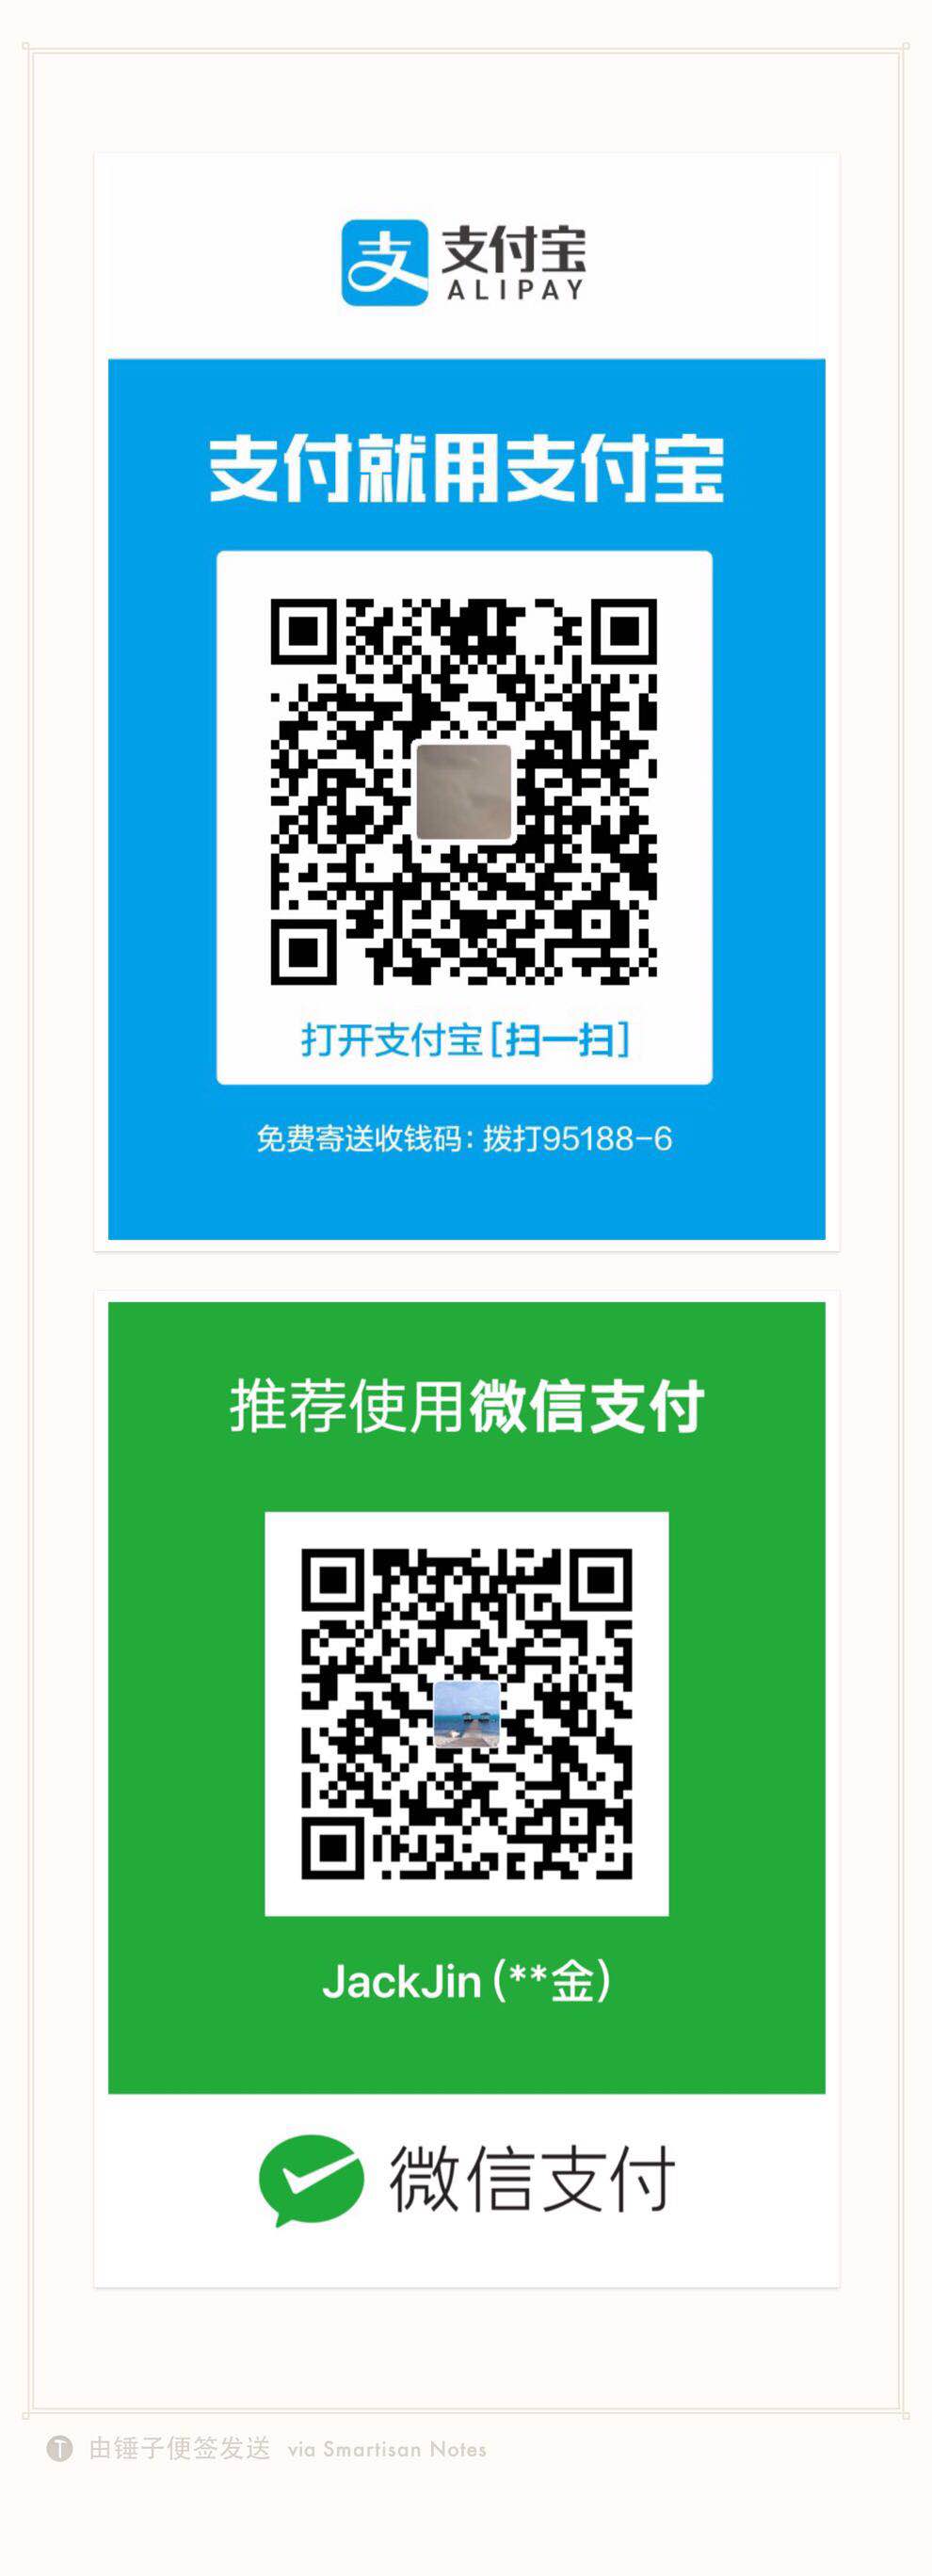 支 支付宝
ALIPAY
支付就用支付宝
打开支付宝[扫一扫]
免费寄送收钱码：拨打95188-6
推荐使用微信支付
JackJin (**金)
微信支付
T 由锤子便签发送 via Smartisan Notes